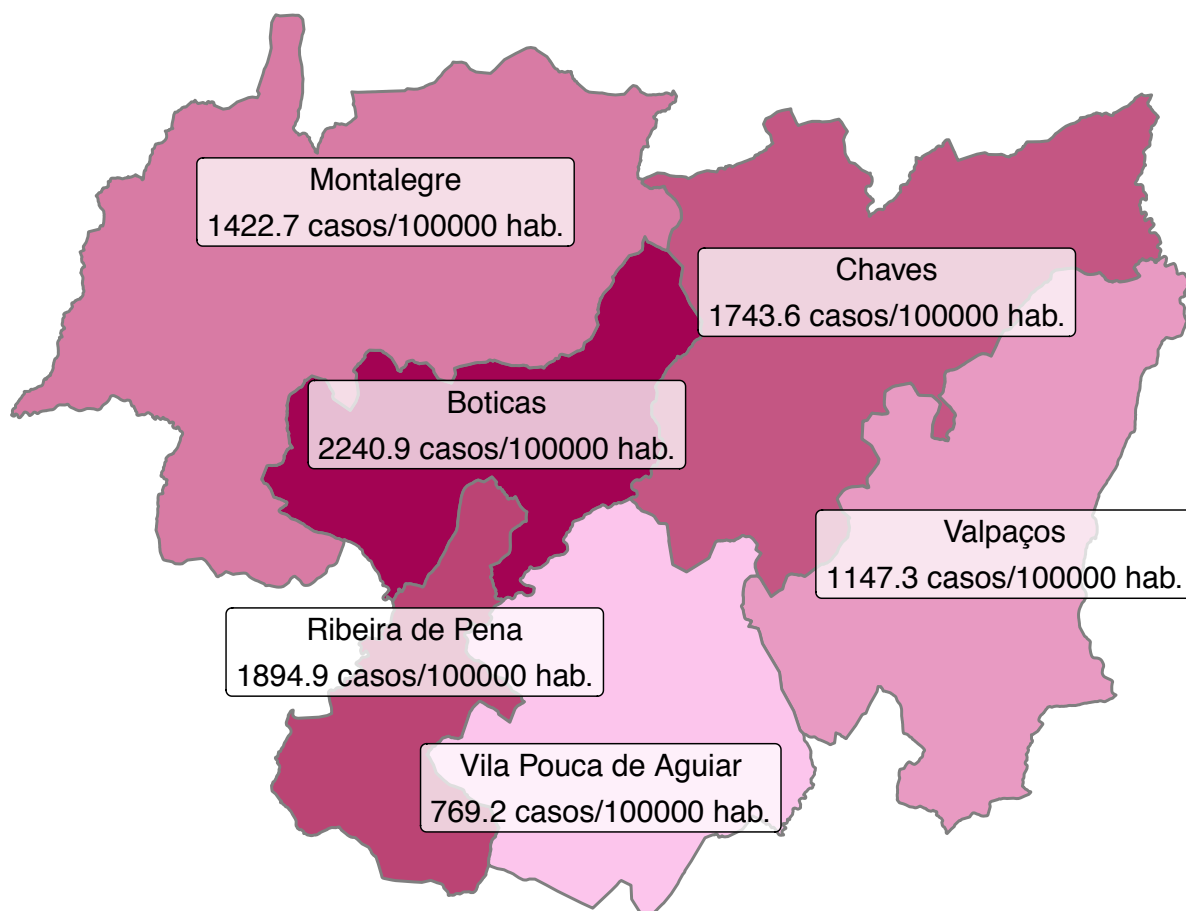 Montalegre
1422.7 casos/100000 hab.
Chaves
1743.6 casos/100000 hab.
Boticas
2240.9 casos/100000 hab.
Valpaços
1147.3 casos/100000 hab.
Ribeira de Pena
1894.9 casos/100000 hab.
Vila Pouca de Aguiar
769.2 casos/100000 hab.